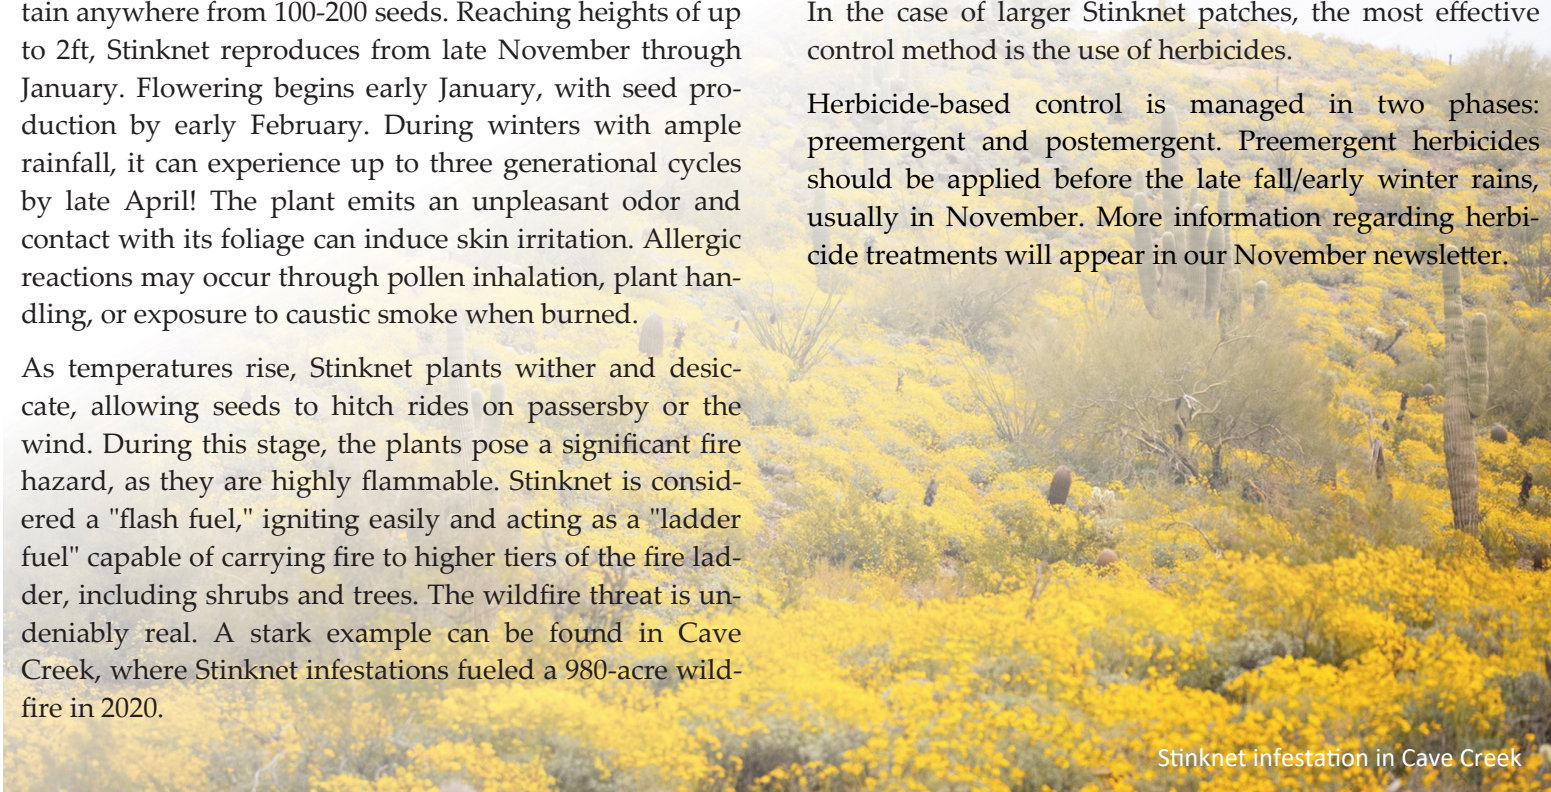 tain anywhere from 100-200 seeds. Reaching heights of up
to 2ft, Stinknet reproduces from late November through
January. Flowering begins early January, with seed pro-
duction by early February. During winters with ample
rainfall, it can experience up to three generational cycles
by late April! The plant emits an unpleasant odor and
contact with its foliage can induce skin irritation. Allergic
reactions may occur through pollen inhalation, plant han-
dling, or exposure to caustic smoke when burned.
As temperatures rise, Stinknet plants wither and desic-
cate, allowing seeds to hitch rides on passersby or the
wind. During this stage, the plants pose a significant fire
hazard, as they are highly flammable. Stinknet is consid-
ered a "flash fuel," igniting easily and acting as a "ladder
fuel" capable of carrying fire to higher tiers of the fire lad-
der, including shrubs and trees. The wildfire threat is un-
deniably real. A stark example can be found in Cave
Creek, where Stinknet infestations fueled a 980-acre wild-
fire in 2020.
In the case of larger Stinknet patches, the most effective
control method is the use of herbicides.
Herbicide-based control is managed in two phases:
preemergent and postemergent. Preemergent herbicides
should be applied before the late fall/early winter rains,
usually in November. More information regarding herbi-
cide treatments will appear in our November newsletter.
Stinknet infestation in Cave Creek